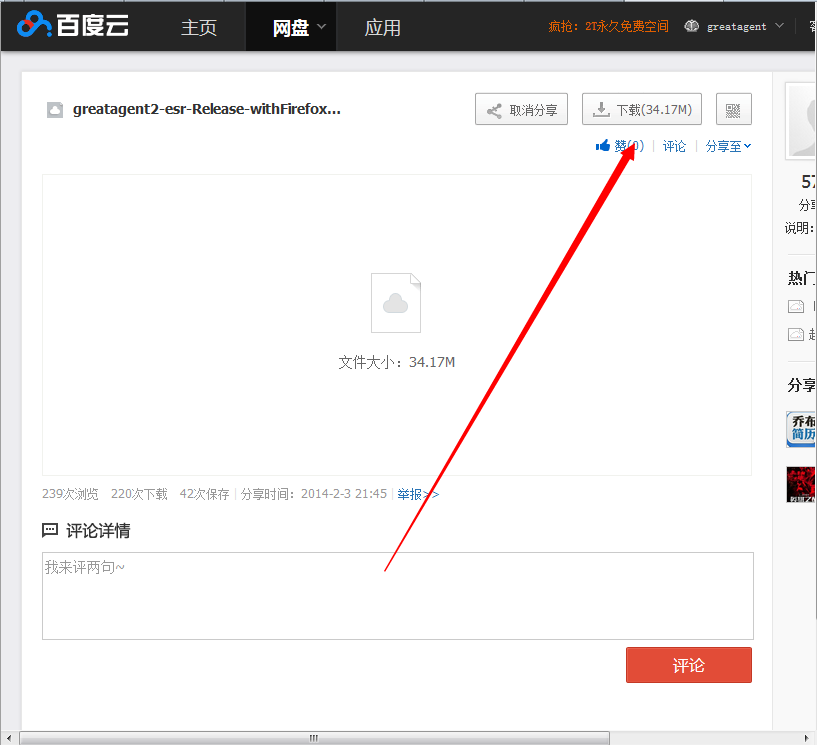 百度云 主页 网盘 应用 疯抢：2T永久免费空间 greatagent
greatagent2-esr-Release-withFirefox... 取消分享 下载(34.17M)
赞(0) 评论 分享至
文件大小：34.17M
239次浏览 220次下载 42次保存 分享时间：2014-2-3 21:45 举报>>
评论详情
我来评两句~
评论
57
分享
说明:
热门
分享
乔布
简历